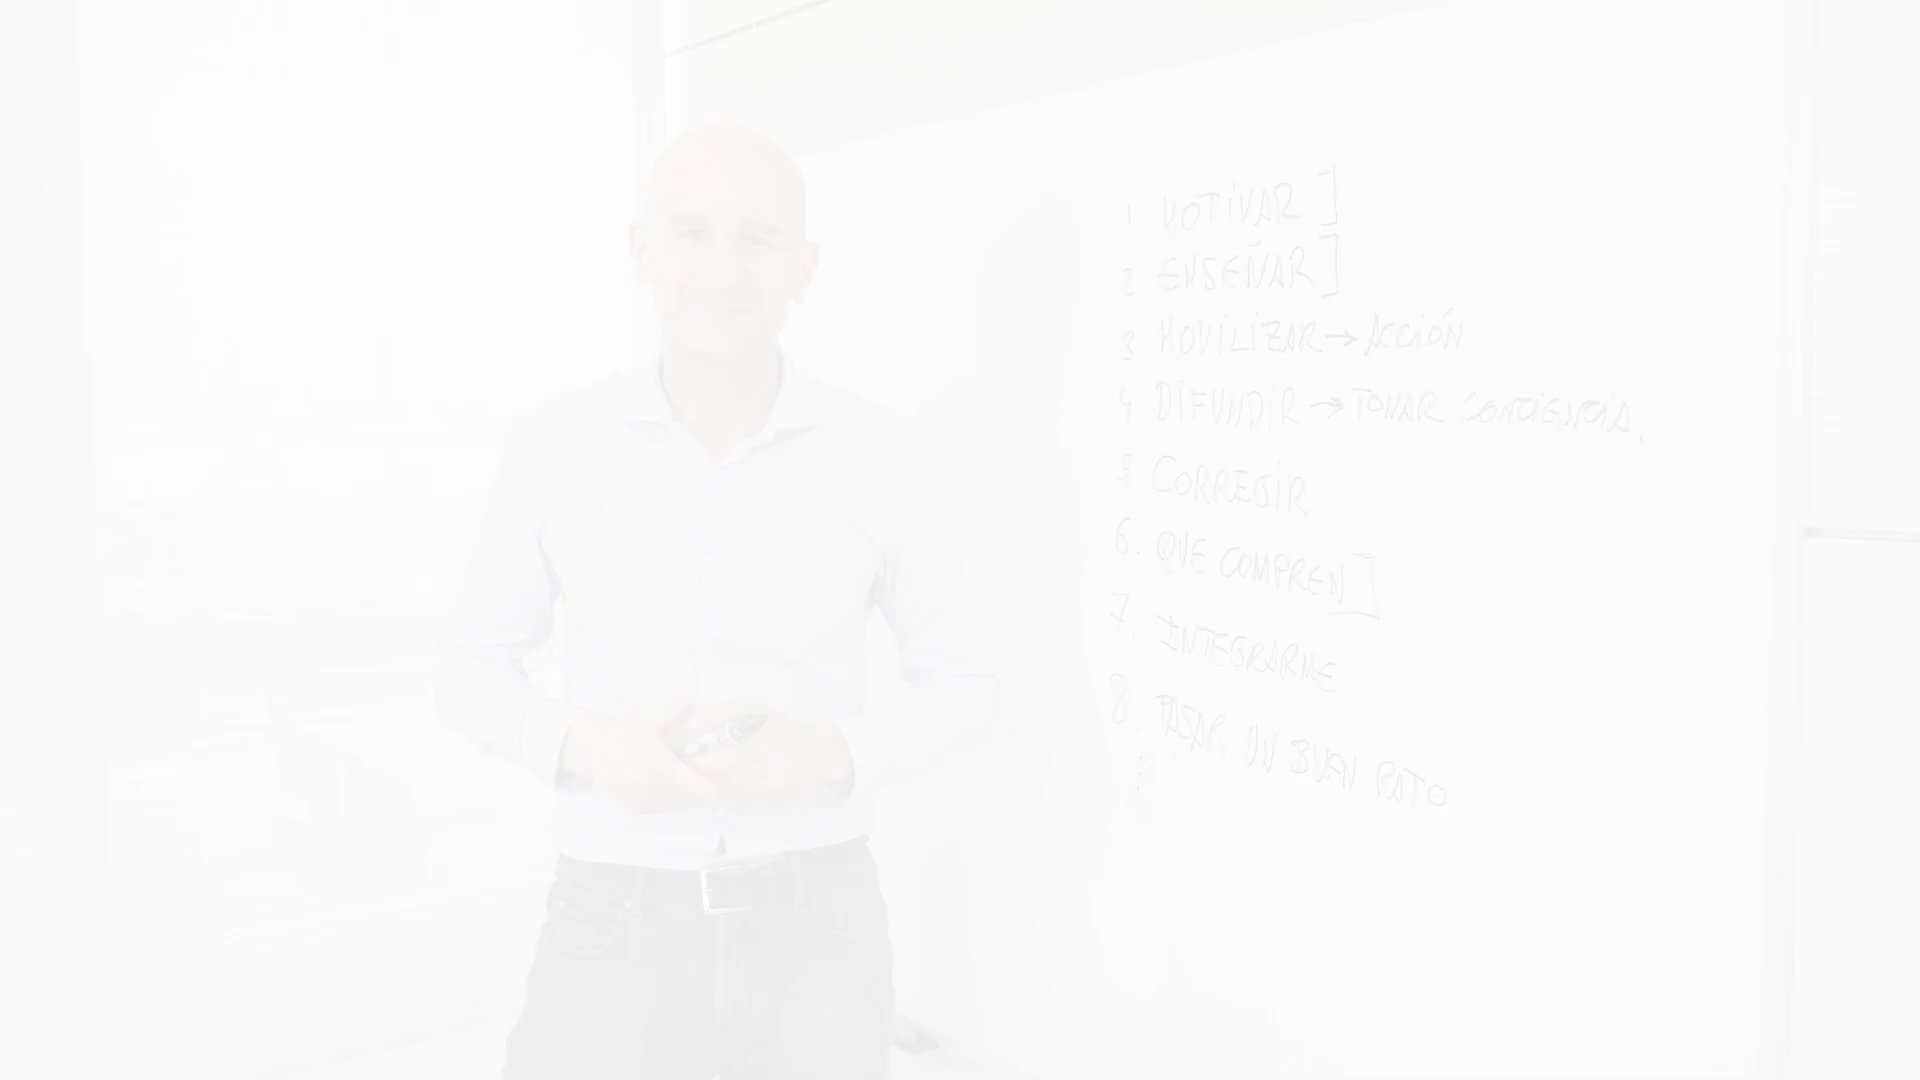 1 MOTIVAR ]
2 ENSEÑAR ]
3 MOVILIZAR → ACCIÓN
4 DIFUNDIR → TOMAR CONCIENCIA.
5 CORREGIR
6. QUE COMPREN ]
7. INTEGRARME
8. PASAR UN BUEN RATO